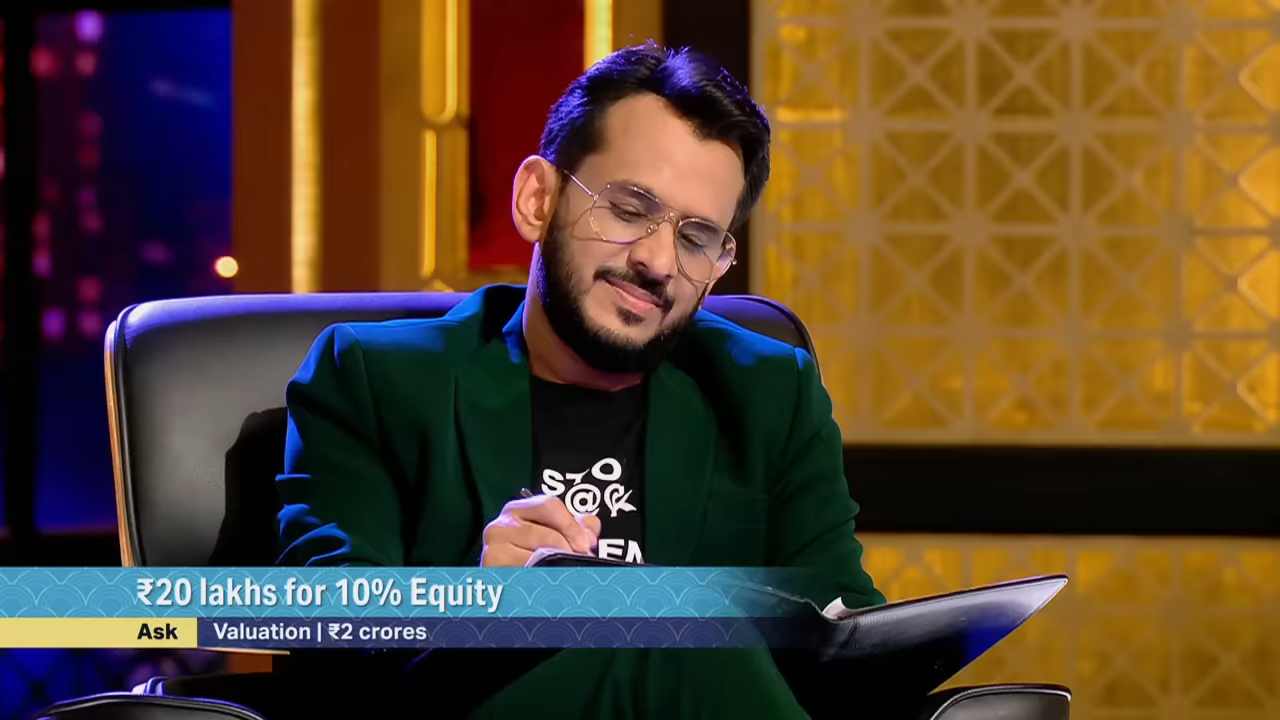 ₹20 lakhs for 10% Equity
Ask Valuation | ₹2 crores